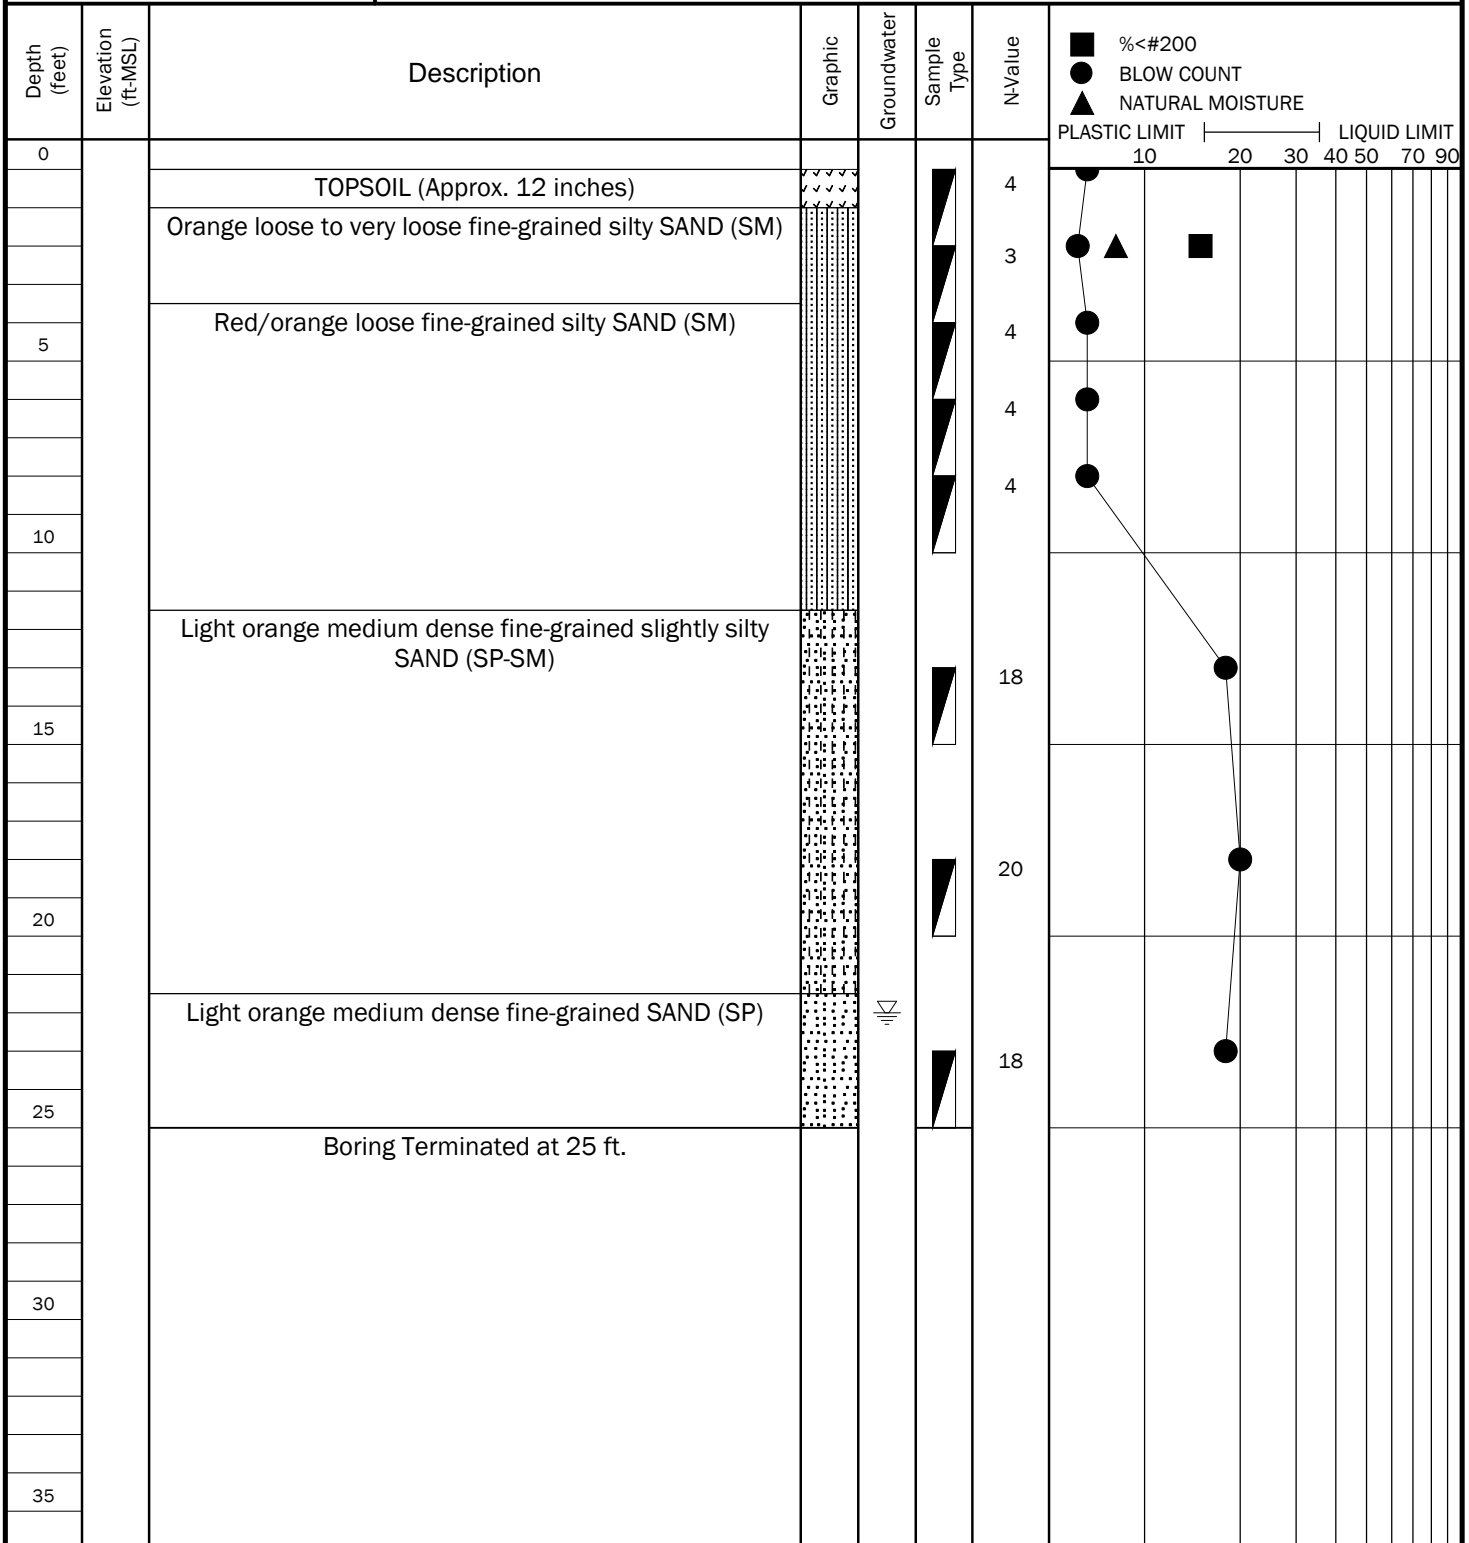 Depth
(feet)
Elevation
(ft-MSL)
Description
Graphic
Groundwater
Sample
Type
N-Value
%<#200
BLOW COUNT
NATURAL MOISTURE
PLASTIC LIMIT LIQUID LIMIT
10 20 30 40 50 70 90
0
TOPSOIL (Approx. 12 inches)
4
Orange loose to very loose fine-grained silty SAND (SM)
3
Red/orange loose fine-grained silty SAND (SM)
4
5
4
4
10
Light orange medium dense fine-grained slightly silty
SAND (SP-SM)
18
15
20
20
Light orange medium dense fine-grained SAND (SP)
18
25
Boring Terminated at 25 ft.
30
35